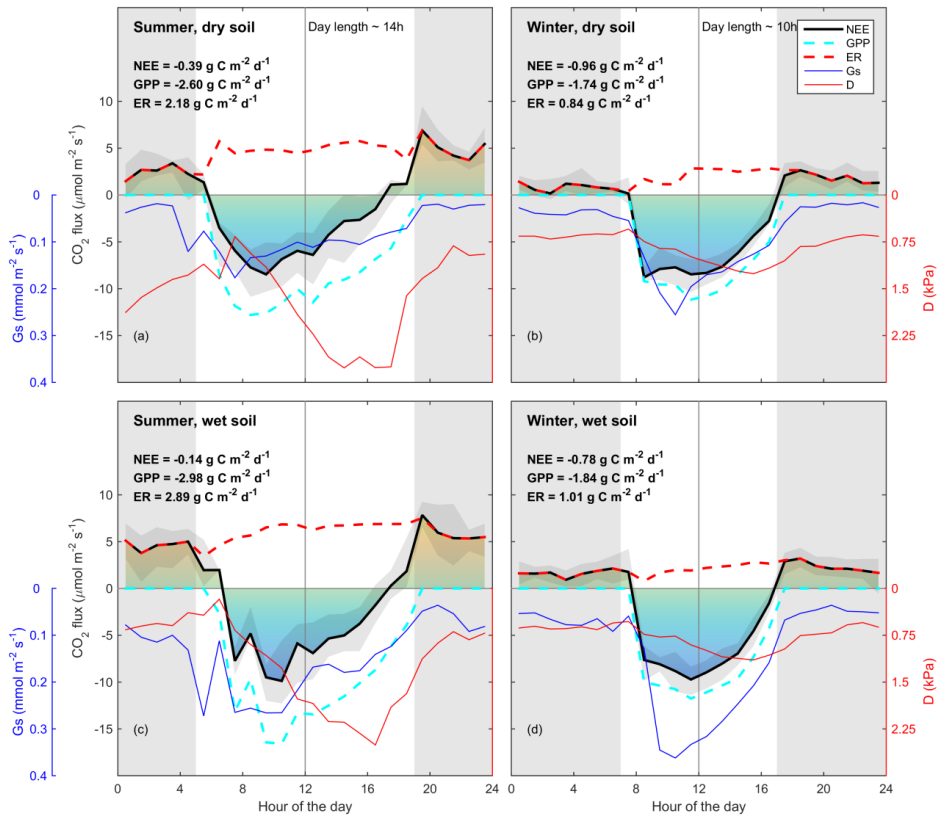 Summer, dry soil
Day length ~ 14h
NEE = -0.39 g C m⁻² d⁻¹
GPP = -2.60 g C m⁻² d⁻¹
ER = 2.18 g C m⁻² d⁻¹
(a)
Winter, dry soil
Day length ~ 10h
NEE = -0.96 g C m⁻² d⁻¹
GPP = -1.74 g C m⁻² d⁻¹
ER = 0.84 g C m⁻² d⁻¹
(b)
NEE
GPP
ER
Gs
D
10
5
0
-5
-10
-15
CO₂ flux (μmol m⁻² s⁻¹)
0
0.1
0.2
0.3
0.4
Gs (mmol m⁻² s⁻¹)
0
0.75
1.5
2.25
D (kPa)
Summer, wet soil
NEE = -0.14 g C m⁻² d⁻¹
GPP = -2.98 g C m⁻² d⁻¹
ER = 2.89 g C m⁻² d⁻¹
(c)
Winter, wet soil
NEE = -0.78 g C m⁻² d⁻¹
GPP = -1.84 g C m⁻² d⁻¹
ER = 1.01 g C m⁻² d⁻¹
(d)
10
5
0
-5
-10
-15
CO₂ flux (μmol m⁻² s⁻¹)
0
0.1
0.2
0.3
0.4
Gs (mmol m⁻² s⁻¹)
0
0.75
1.5
2.25
D (kPa)
0 4 8 12 16 20 24
Hour of the day
0 4 8 12 16 20 24
Hour of the day